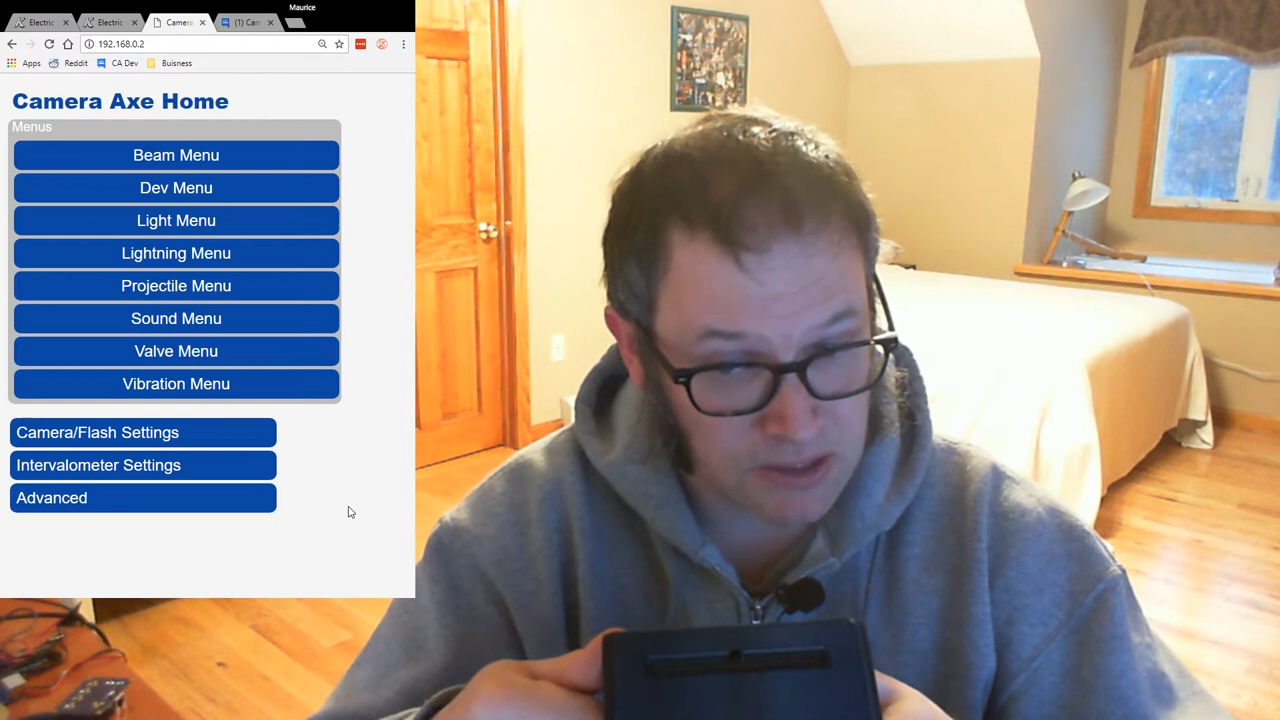 Maurice
Electric
Electric
Camera
(1) Cam
192.168.0.2
Apps
Reddit
CA Dev
Buisness
Camera Axe Home
Menus
Beam Menu
Dev Menu
Light Menu
Lightning Menu
Projectile Menu
Sound Menu
Valve Menu
Vibration Menu
Camera/Flash Settings
Intervalometer Settings
Advanced